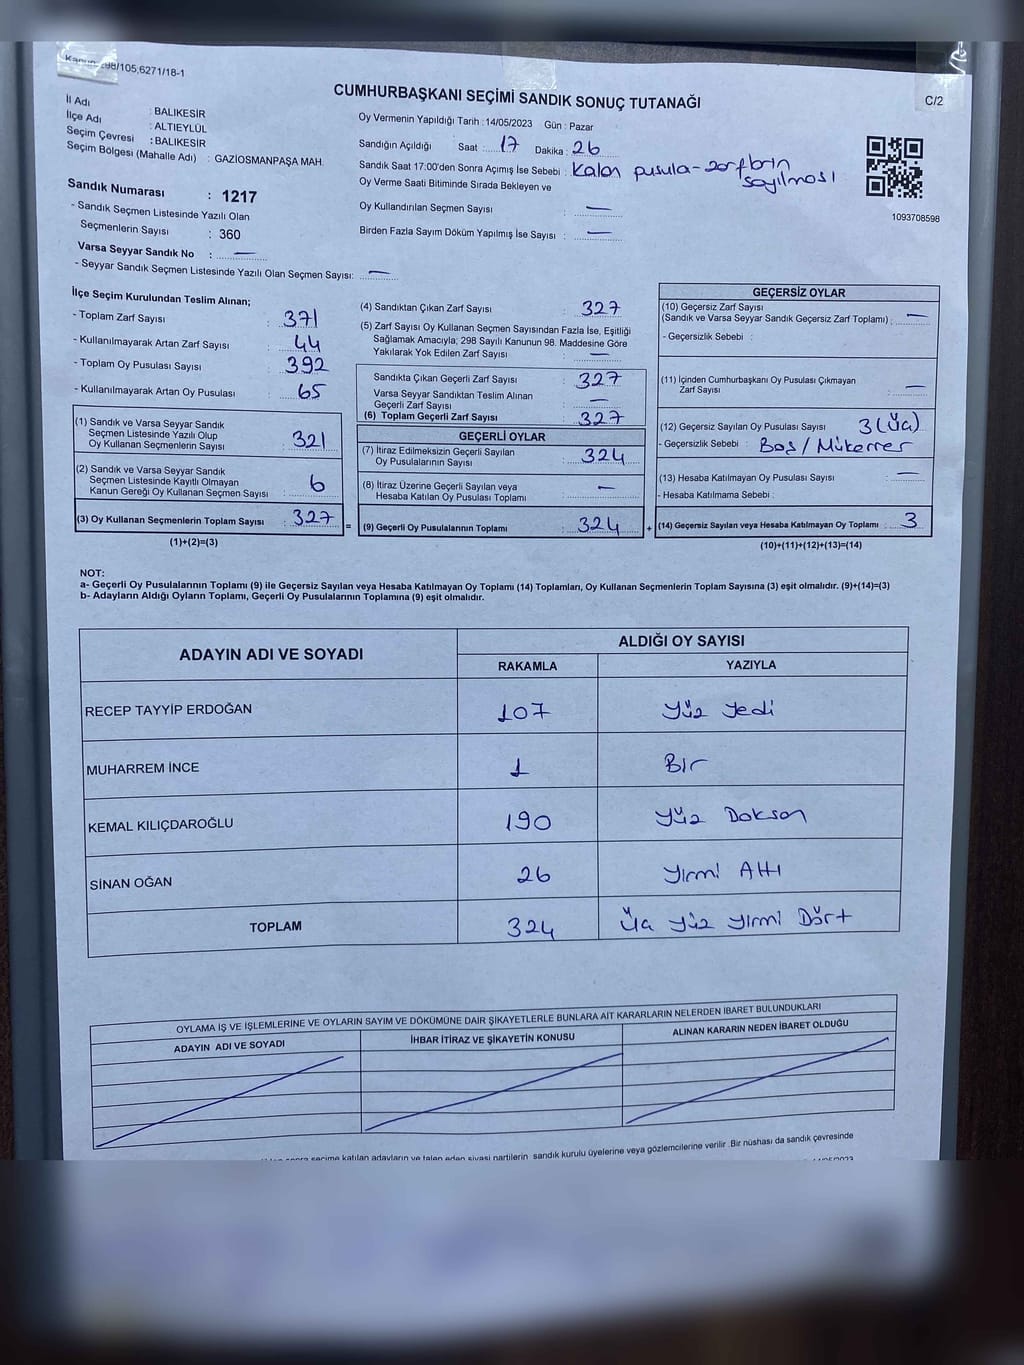 298/105;6271/18-1
CUMHURBAŞKANI SEÇİMİ SANDIK SONUÇ TUTANAĞI
C/2
İl Adı : BALIKESİR
İlçe Adı : ALTIEYLÜL
Seçim Çevresi : BALIKESİR
Seçim Bölgesi (Mahalle Adı) : GAZİOSMANPAŞA MAH.
Sandık Numarası : 1217
- Sandık Seçmen Listesinde Yazılı Olan
Seçmenlerin Sayısı : 360
Varsa Seyyar Sandık No : —
- Seyyar Sandık Seçmen Listesinde Yazılı Olan Seçmen Sayısı: —
Oy Vermenin Yapıldığı Tarih : 14/05/2023 Gün : Pazar
Sandığın Açıldığı Saat : 17 Dakika : 26
Sandık Saat 17:00'den Sonra Açımış İse Sebebi : Kalan pusula-zarfların
sayılması
Oy Verme Saati Bitiminde Sırada Bekleyen ve
Oy Kullandırılan Seçmen Sayısı : —
Birden Fazla Sayım Döküm Yapılmış İse Sayısı : —
1093708598
İlçe Seçim Kurulundan Teslim Alınan;
- Toplam Zarf Sayısı : 371
- Kullanılmayarak Artan Zarf Sayısı : 44
- Toplam Oy Pusulası Sayısı : 392
- Kullanılmayarak Artan Oy Pusulası : 65
(1) Sandık ve Varsa Seyyar Sandık
Seçmen Listesinde Yazılı Olup
Oy Kullanan Seçmenlerin Sayısı : 321
(2) Sandık ve Varsa Seyyar Sandık
Seçmen Listesinde Kayıtlı Olmayan
Kanun Gereği Oy Kullanan Seçmen Sayısı : 6
(3) Oy Kullanan Seçmenlerin Toplam Sayısı : 327
(1)+(2)=(3)
(4) Sandıktan Çıkan Zarf Sayısı : 327
(5) Zarf Sayısı Oy Kullanan Seçmen Sayısından Fazla İse, Eşitliği
Sağlamak Amacıyla; 298 Sayılı Kanunun 98. Maddesine Göre
Yakılarak Yok Edilen Zarf Sayısı : —
Sandıkta Çıkan Geçerli Zarf Sayısı : 327
Varsa Seyyar Sandıktan Teslim Alınan
Geçerli Zarf Sayısı : —
(6) Toplam Geçerli Zarf Sayısı : 327
GEÇERLİ OYLAR
(7) İtiraz Edilmeksizin Geçerli Sayılan
Oy Pusulalarının Sayısı : 324
(8) İtiraz Üzerine Geçerli Sayılan veya
Hesaba Katılan Oy Pusulası Toplamı : —
= (9) Geçerli Oy Pusulalarının Toplamı : 324 +
GEÇERSİZ OYLAR
(10) Geçersiz Zarf Sayısı
(Sandık ve Varsa Seyyar Sandık Geçersiz Zarf Toplamı) : —
- Geçersizlik Sebebi :
(11) İçinden Cumhurbaşkanı Oy Pusulası Çıkmayan
Zarf Sayısı : —
(12) Geçersiz Sayılan Oy Pusulası Sayısı : 3 (Üç)
- Geçersizlik Sebebi : Boş / Mükerrer
(13) Hesaba Katılmayan Oy Pusulası Sayısı : —
- Hesaba Katılmama Sebebi :
(14) Geçersiz Sayılan veya Hesaba Katılmayan Oy Toplamı : 3
(10)+(11)+(12)+(13)=(14)
NOT:
a- Geçerli Oy Pusulalarının Toplamı (9) ile Geçersiz Sayılan veya Hesaba Katılmayan Oy Toplamı (14) Toplamları, Oy Kullanan Seçmenlerin Toplam Sayısına (3) eşit olmalıdır. (9)+(14)=(3)
b- Adayların Aldığı Oyların Toplamı, Geçerli Oy Pusulalarının Toplamına (9) eşit olmalıdır.
ADAYIN ADI VE SOYADI ALDIĞI OY SAYISI
RAKAMLA YAZIYLA
RECEP TAYYİP ERDOĞAN 107 Yüz Yedi
MUHARREM İNCE 1 Bir
KEMAL KILIÇDAROĞLU 190 Yüz Doksan
SİNAN OĞAN 26 Yirmi Altı
TOPLAM 324 Üç Yüz Yirmi Dört
OYLAMA İŞ VE İŞLEMLERİNE VE OYLARIN SAYIM VE DÖKÜMÜNE DAİR ŞİKAYETLERLE BUNLARA AİT KARARLARIN NELERDEN İBARET BULUNDUKLARI
ADAYIN ADI VE SOYADI İHBAR İTİRAZ VE ŞİKAYETİN KONUSU ALINAN KARARIN NEDEN İBARET OLDUĞU
seçime katılan adayların ve talep eden siyasi partilerin sandık kurulu üyelerine veya gözlemcilerine verilir .Bir nüshası da sandık çevresinde